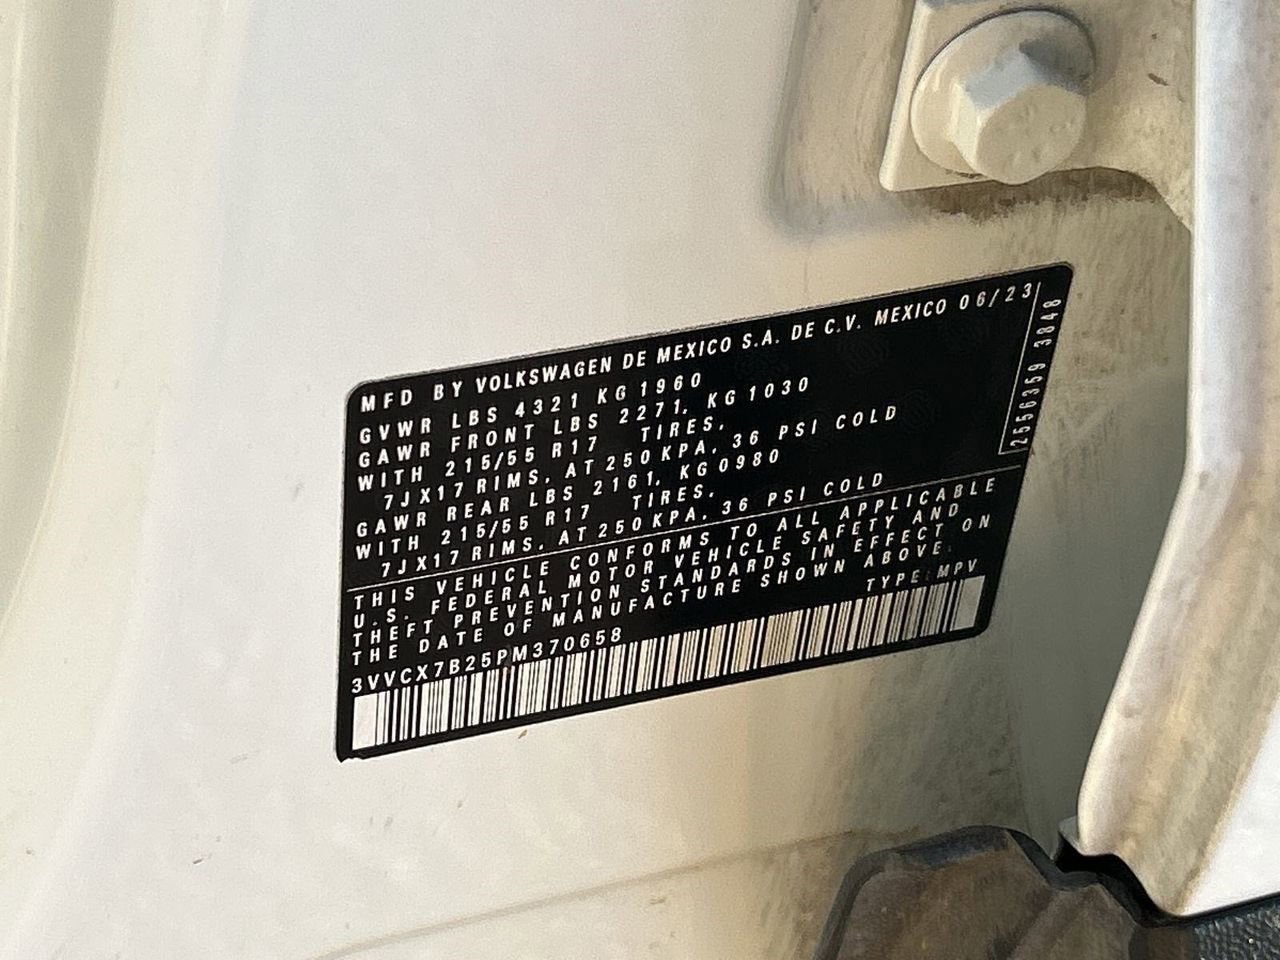 MFD BY VOLKSWAGEN DE MEXICO S.A. DE C.V. MEXICO 06/23
GVWR LBS 4321 KG 1960
GAWR FRONT LBS 2271, KG 1030
WITH 215/55 R17 TIRES,
7JX17 RIMS, AT 250 KPA, 36 PSI COLD
GAWR REAR LBS 2161, KG0980
WITH 215/55 R17 TIRES,
7JX17 RIMS, AT 250 KPA, 36 PSI COLD
THIS VEHICLE CONFORMS TO ALL APPLICABLE
U.S. FEDERAL MOTOR VEHICLE SAFETY AND
THEFT PREVENTION STANDARDS IN EFFECT ON
THE DATE OF MANUFACTURE SHOWN ABOVE.
TYPE:MPV
3VVCX7B25PM370658
2556359 3848